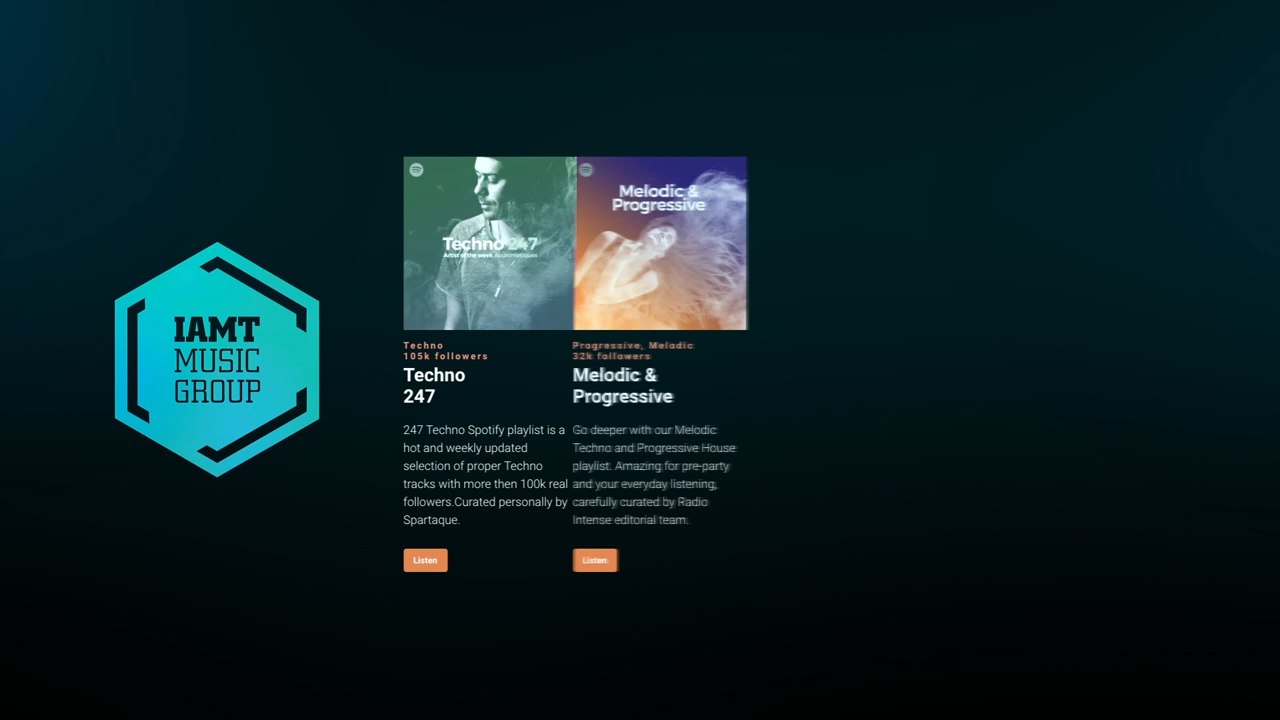 IAMT
MUSIC
GROUP
Techno 247
Artist of the week Audiomatiques
Techno
105k followers
Techno
247
247 Techno Spotify playlist is a
hot and weekly updated
selection of proper Techno
tracks with more then 100k real
followers.Curated personally by
Spartaque.
Listen
Melodic &
Progressive
Progressive, Melodic
32k followers
Melodic &
Progressive
Go deeper with our Melodic
Techno and Progressive House
playlist. Amazing for pre-party
and your everyday listening,
carefully curated by Radio
Intense editorial team.
Listen